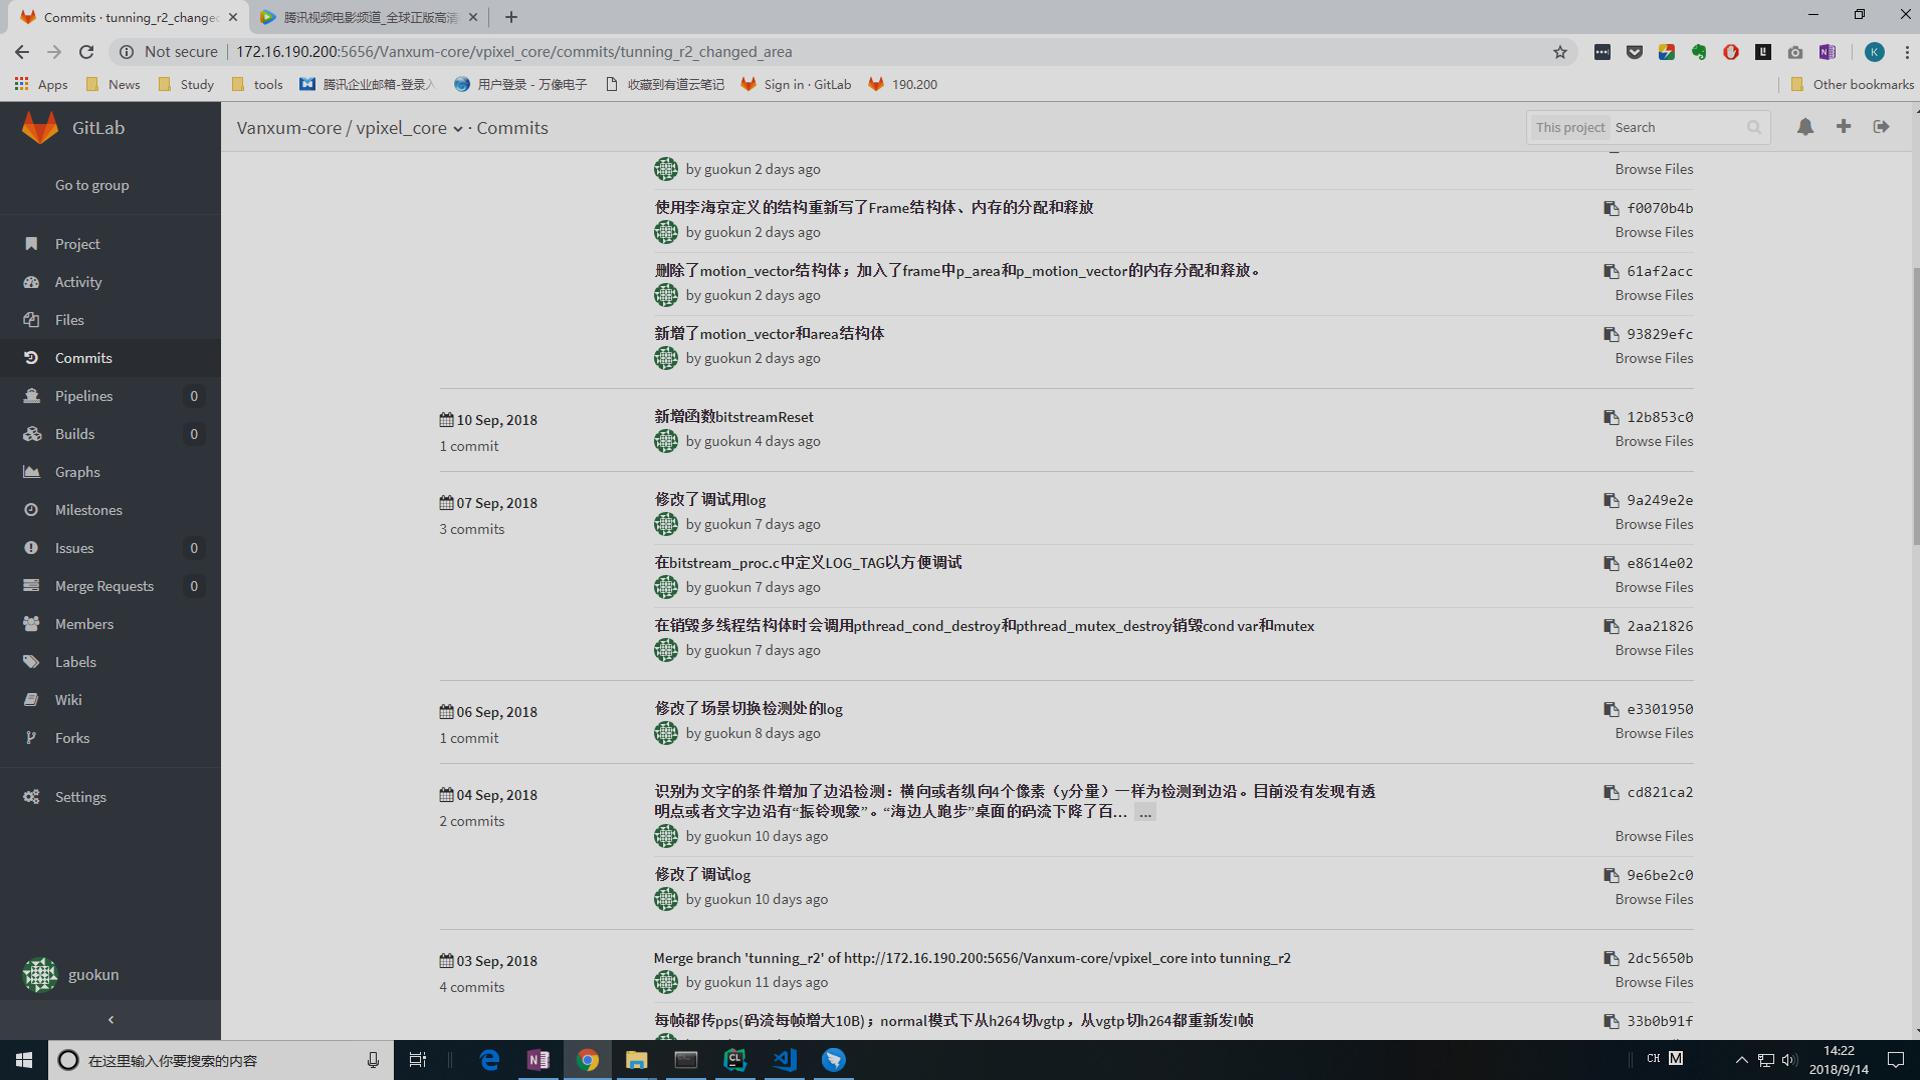 Commits · tunning_r2_changed
腾讯视频电影频道_全球正版高清
Not secure
172.16.190.200:5656/Vanxum-core/vpixel_core/commits/tunning_r2_changed_area
K
Apps
News
Study
tools
腾讯企业邮箱-登录入
用户登录 - 万像电子
收藏到有道云笔记
Sign in · GitLab
190.200
Other bookmarks
GitLab
Vanxum-core / vpixel_core · Commits
This project
Search
Go to group
Project
Activity
Files
Commits
Pipelines 0
Builds 0
Graphs
Milestones
Issues 0
Merge Requests 0
Members
Labels
Wiki
Forks
Settings
guokun
by guokun 2 days ago
Browse Files
使用李海京定义的结构重新写了Frame结构体、内存的分配和释放
f0070b4b
by guokun 2 days ago
Browse Files
删除了motion_vector结构体；加入了frame中p_area和p_motion_vector的内存分配和释放。
61af2acc
by guokun 2 days ago
Browse Files
新增了motion_vector和area结构体
93829efc
by guokun 2 days ago
Browse Files
10 Sep, 2018
1 commit
新增函数bitstreamReset
12b853c0
by guokun 4 days ago
Browse Files
07 Sep, 2018
3 commits
修改了调试用log
9a249e2e
by guokun 7 days ago
Browse Files
在bitstream_proc.c中定义LOG_TAG以方便调试
e8614e02
by guokun 7 days ago
Browse Files
在销毁多线程结构体时会调用pthread_cond_destroy和pthread_mutex_destroy销毁cond var和mutex
2aa21826
by guokun 7 days ago
Browse Files
06 Sep, 2018
1 commit
修改了场景切换检测处的log
e3301950
by guokun 8 days ago
Browse Files
04 Sep, 2018
2 commits
识别为文字的条件增加了边沿检测：横向或者纵向4个像素（y分量）一样为检测到边沿。目前没有发现有透
明点或者文字边沿有“振铃现象”。“海边人跑步”桌面的码流下降了百... ...
cd821ca2
by guokun 10 days ago
Browse Files
修改了调试log
9e6be2c0
by guokun 10 days ago
Browse Files
03 Sep, 2018
4 commits
Merge branch 'tunning_r2' of http://172.16.190.200:5656/Vanxum-core/vpixel_core into tunning_r2
2dc5650b
by guokun 11 days ago
Browse Files
每帧都传pps(码流每帧增大10B)；normal模式下从h264切vgtp，从vgtp切h264都重新发I帧
33b0b91f
在这里输入你要搜索的内容
CH M
14:22
2018/9/14